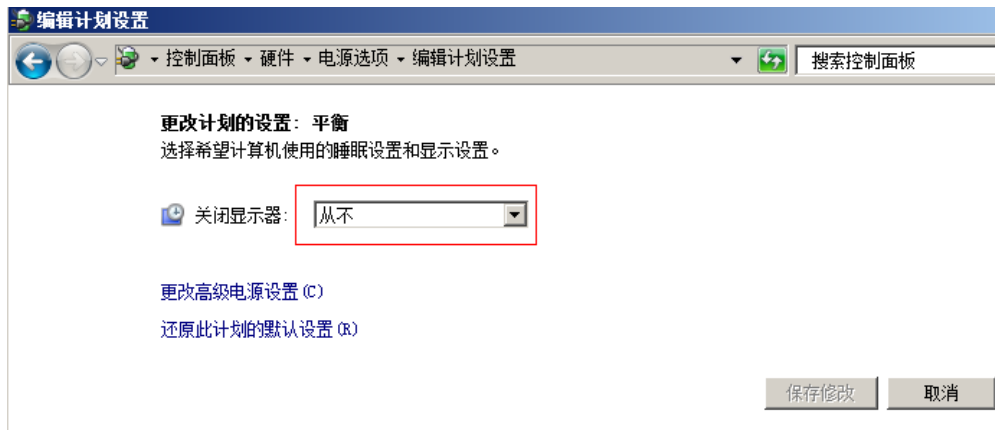 编辑计划设置
控制面板 硬件 电源选项 编辑计划设置 搜索控制面板
更改计划的设置: 平衡
选择希望计算机使用的睡眠设置和显示设置。
关闭显示器: 从不
更改高级电源设置(C)
还原此计划的默认设置(R)
保存修改 取消